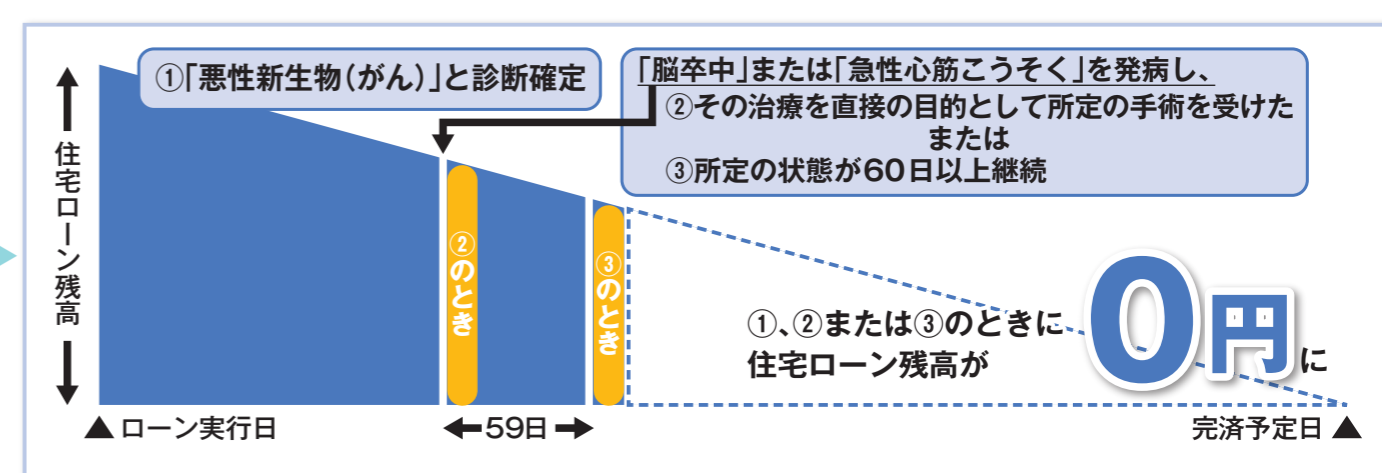 ①「悪性新生物(がん)」と診断確定
「脳卒中」または「急性心筋こうそく」を発病し、
②その治療を直接の目的として所定の手術を受けた
または
③所定の状態が60日以上継続
住宅ローン残高
②のとき
③のとき
①、②または③のときに
住宅ローン残高が
0円に
▲ローン実行日
59日
完済予定日▲